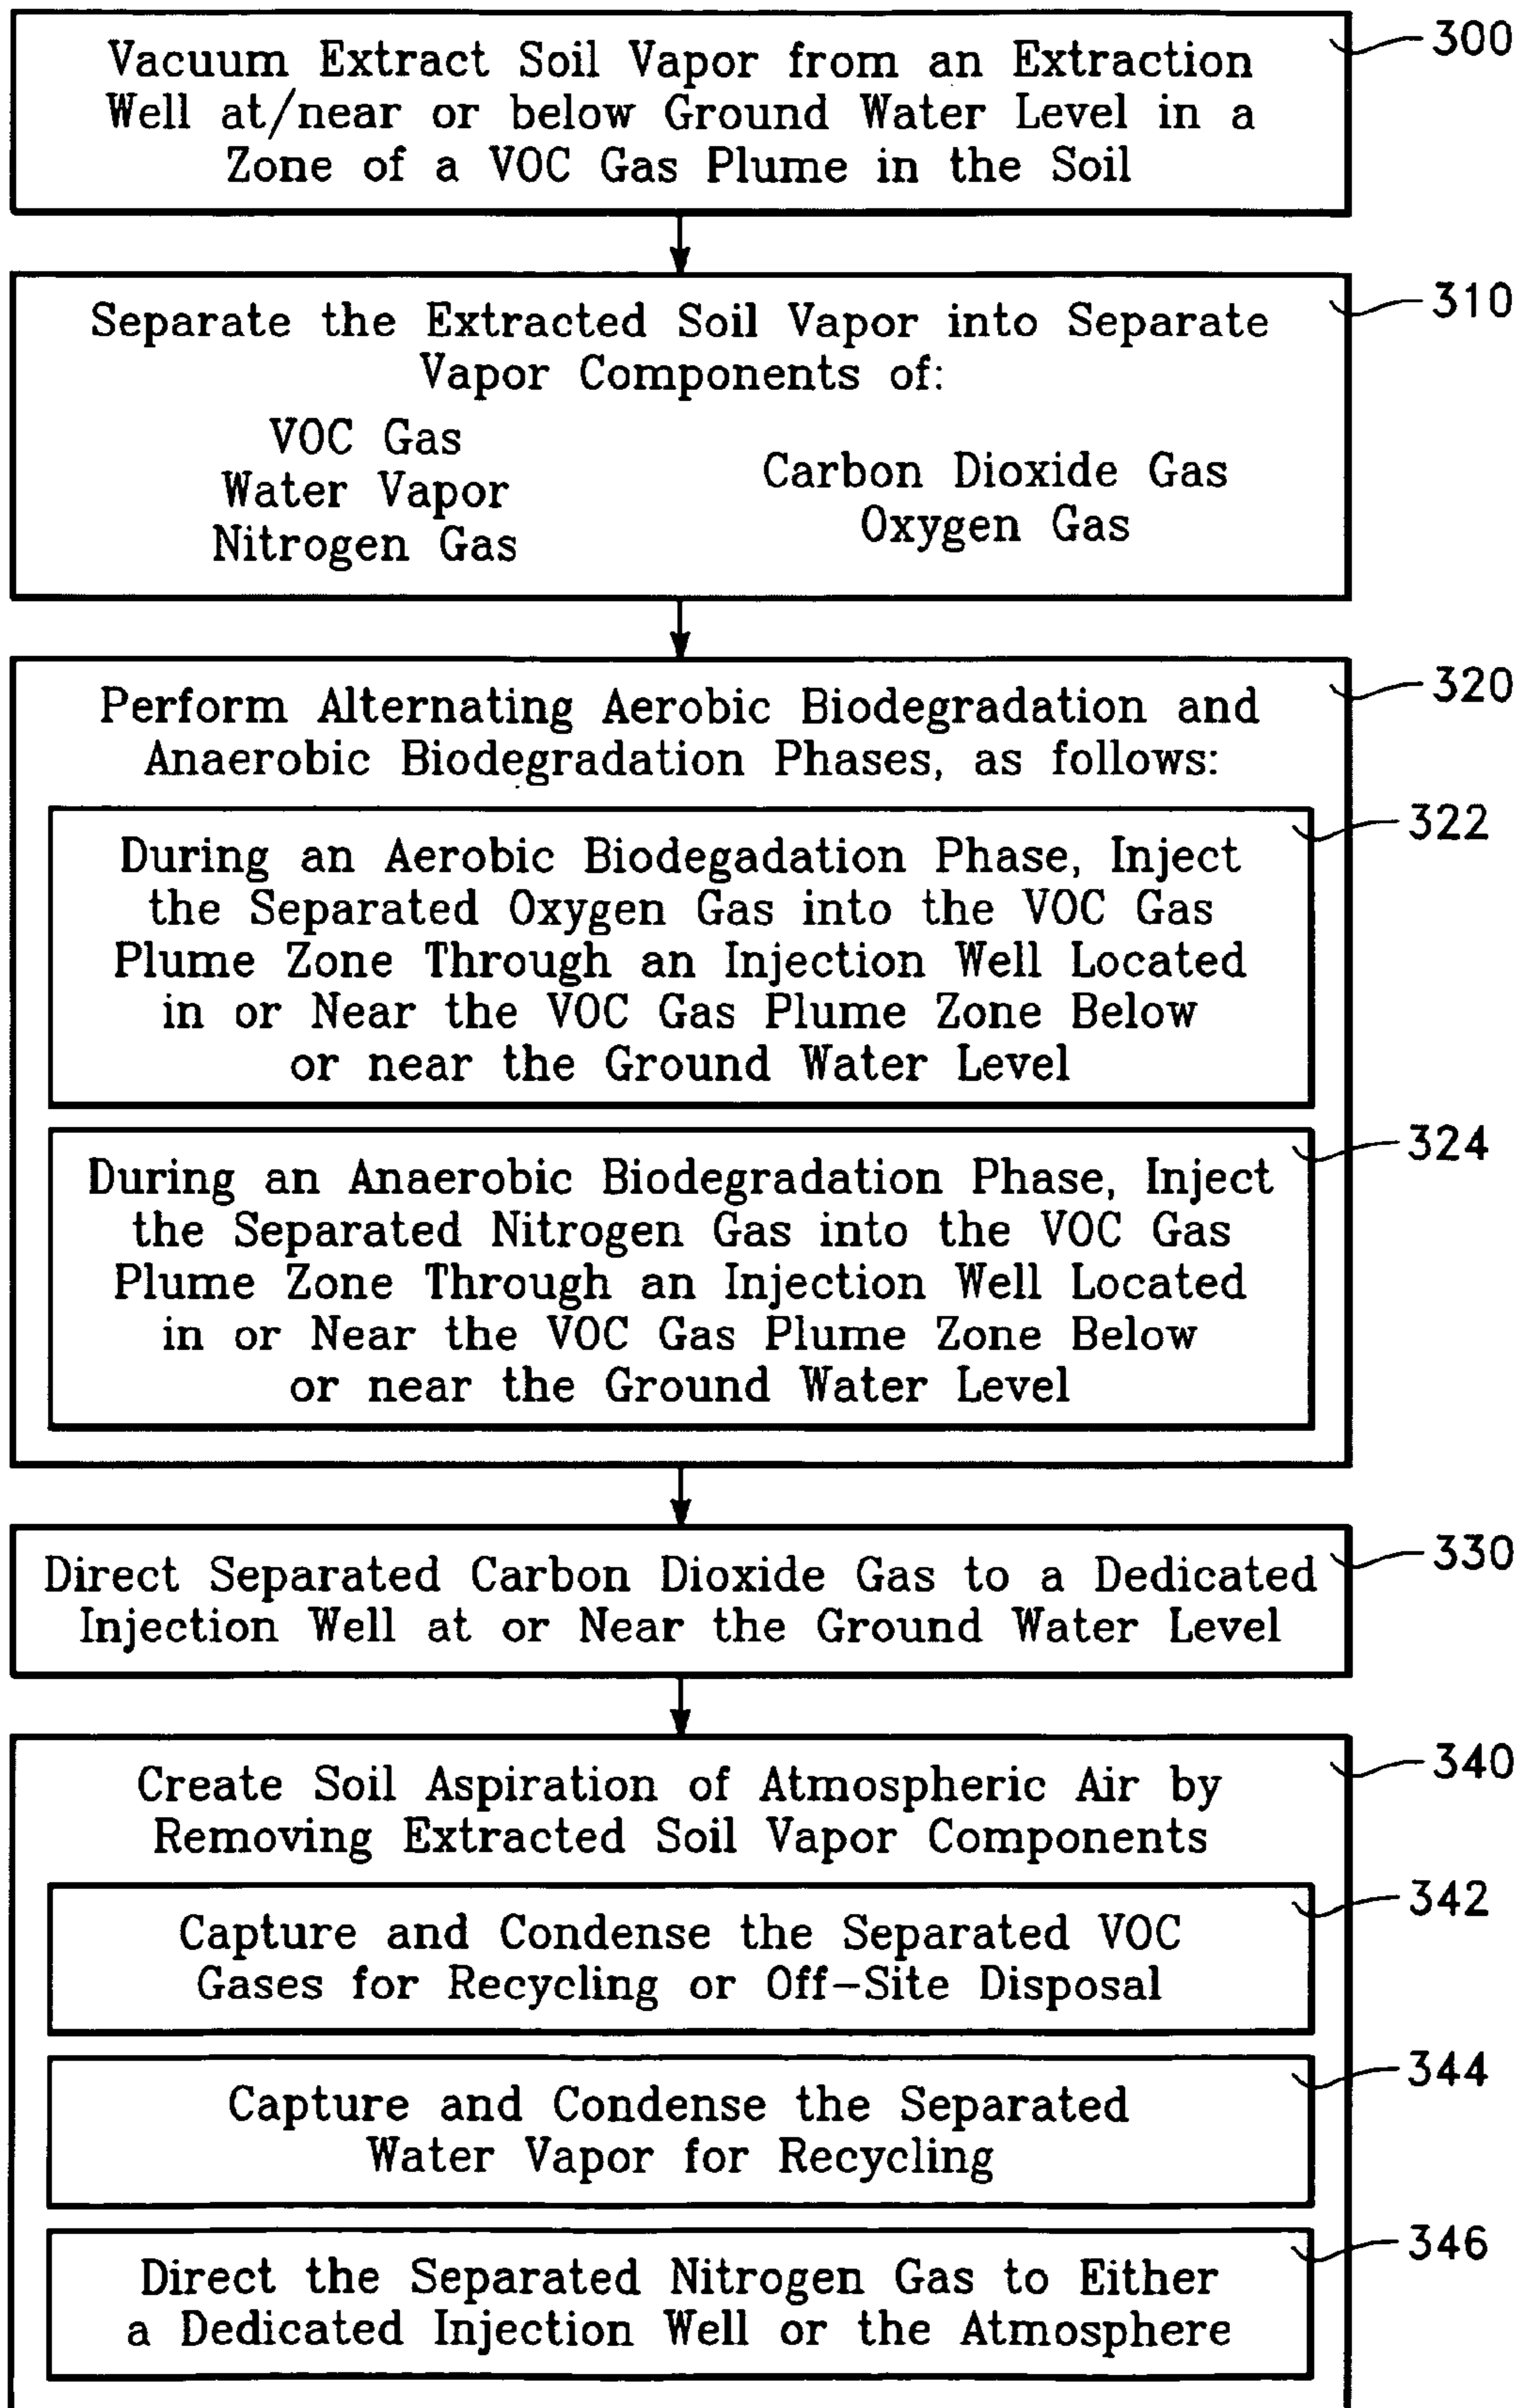 300
Vacuum Extract Soil Vapor from an Extraction
Well at/near or below Ground Water Level in a
Zone of a VOC Gas Plume in the Soil
310
Separate the Extracted Soil Vapor into Separate
Vapor Components of:
VOC Gas
Water Vapor
Nitrogen Gas
Carbon Dioxide Gas
Oxygen Gas
320
Perform Alternating Aerobic Biodegradation and
Anaerobic Biodegradation Phases, as follows:
322
During an Aerobic Biodegadation Phase, Inject
the Separated Oxygen Gas into the VOC Gas
Plume Zone Through an Injection Well Located
in or Near the VOC Gas Plume Zone Below
or near the Ground Water Level
324
During an Anaerobic Biodegradation Phase, Inject
the Separated Nitrogen Gas into the VOC Gas
Plume Zone Through an Injection Well Located
in or Near the VOC Gas Plume Zone Below
or near the Ground Water Level
330
Direct Separated Carbon Dioxide Gas to a Dedicated
Injection Well at or Near the Ground Water Level
340
Create Soil Aspiration of Atmospheric Air by
Removing Extracted Soil Vapor Components
342
Capture and Condense the Separated VOC
Gases for Recycling or Off-Site Disposal
344
Capture and Condense the Separated
Water Vapor for Recycling
346
Direct the Separated Nitrogen Gas to Either
a Dedicated Injection Well or the Atmosphere